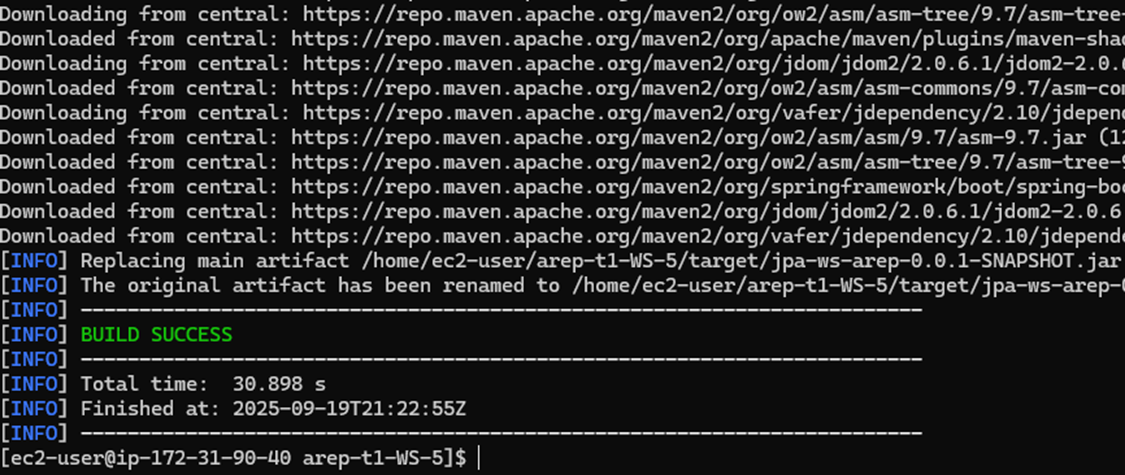 Downloading from central: https://repo.maven.apache.org/maven2/org/ow2/asm/asm-tree/9.7/asm-tree-
Downloaded from central: https://repo.maven.apache.org/maven2/org/apache/maven/plugins/maven-sha
Downloading from central: https://repo.maven.apache.org/maven2/org/jdom/jdom2/2.0.6.1/jdom2-2.0.6
Downloaded from central: https://repo.maven.apache.org/maven2/org/ow2/asm/asm-commons/9.7/asm-com
Downloading from central: https://repo.maven.apache.org/maven2/org/vafer/jdependency/2.10/jdepend
Downloaded from central: https://repo.maven.apache.org/maven2/org/ow2/asm/asm/9.7/asm-9.7.jar (12
Downloaded from central: https://repo.maven.apache.org/maven2/org/ow2/asm/asm-tree/9.7/asm-tree-9
Downloaded from central: https://repo.maven.apache.org/maven2/org/springframework/boot/spring-boo
Downloaded from central: https://repo.maven.apache.org/maven2/org/jdom/jdom2/2.0.6.1/jdom2-2.0.6
Downloaded from central: https://repo.maven.apache.org/maven2/org/vafer/jdependency/2.10/jdepende
[INFO] Replacing main artifact /home/ec2-user/arep-t1-WS-5/target/jpa-ws-arep-0.0.1-SNAPSHOT.jar
[INFO] The original artifact has been renamed to /home/ec2-user/arep-t1-WS-5/target/jpa-ws-arep-0
[INFO] ------------------------------------------------------------------------
[INFO] BUILD SUCCESS
[INFO] ------------------------------------------------------------------------
[INFO] Total time:  30.898 s
[INFO] Finished at: 2025-09-19T21:22:55Z
[INFO] ------------------------------------------------------------------------
[ec2-user@ip-172-31-90-40 arep-t1-WS-5]$